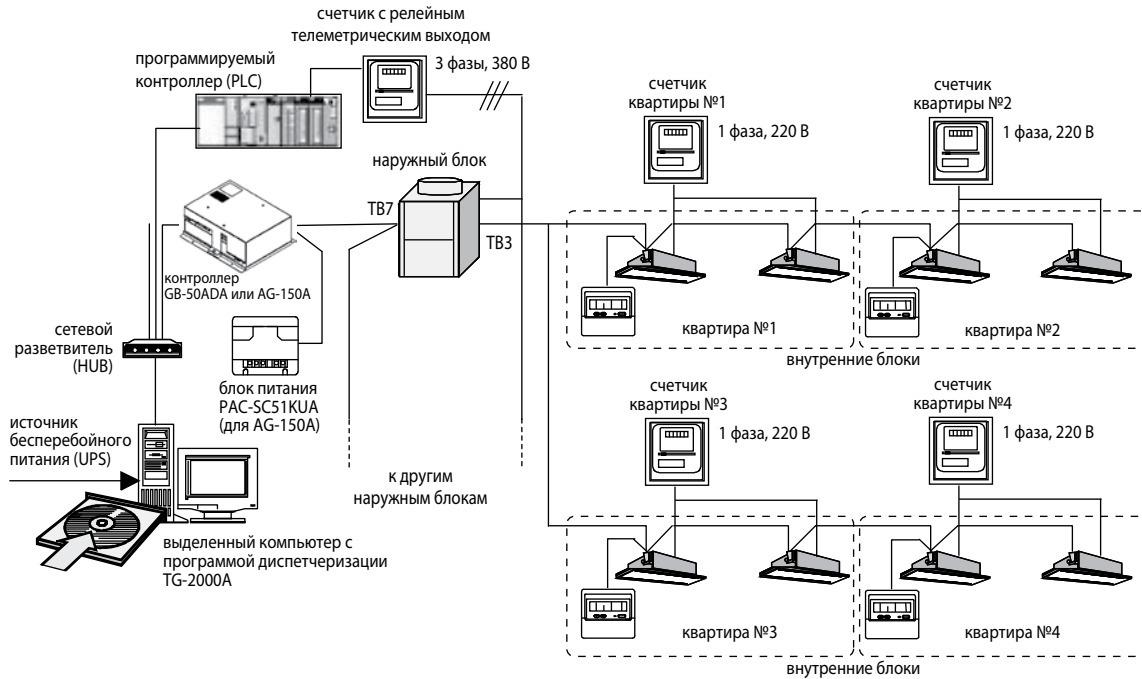 счетчик с релейным
телеметрическим выходом
программируемый
контроллер (PLC)
3 фазы, 380 В
счетчик
квартиры №1
1 фаза, 220 В
счетчик
квартиры №2
1 фаза, 220 В
наружный блок
TB7
TB3
контроллер
GB-50ADA или AG-150A
квартира №1
квартира №2
внутренние блоки
сетевой
разветвитель
(HUB)
блок питания
PAC-SC51KUA
(для AG-150A)
счетчик
квартиры №3
1 фаза, 220 В
счетчик
квартиры №4
1 фаза, 220 В
источник
бесперебойного
питания (UPS)
к другим
наружным блокам
выделенный компьютер с
программой диспетчеризации
TG-2000A
квартира №3
квартира №4
внутренние блоки